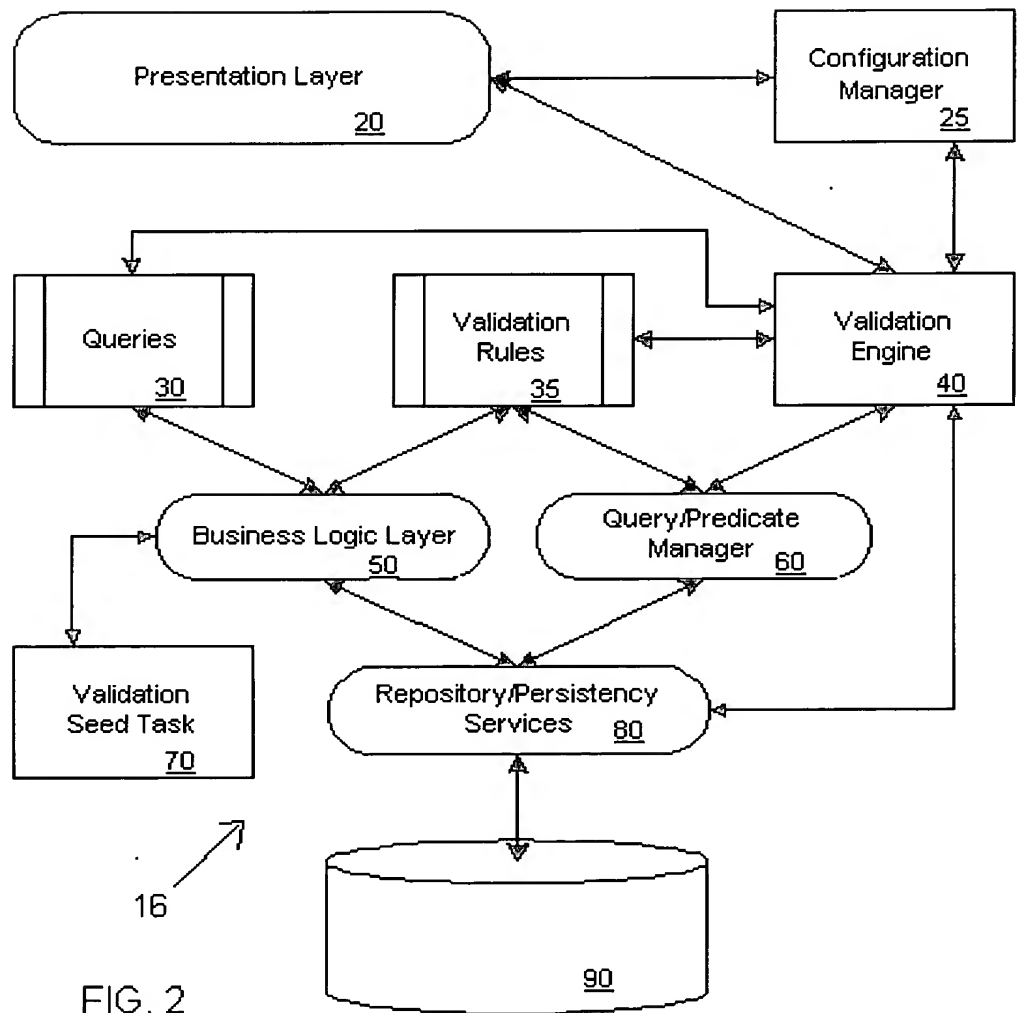 Presentation Layer
20
Configuration
Manager
25
Queries
30
Validation
Rules
35
Validation
Engine
40
Business Logic Layer
50
Query/Predicate
Manager
60
Validation
Seed Task
70
Repository/Persistency
Services
80
16
90
FIG. 2